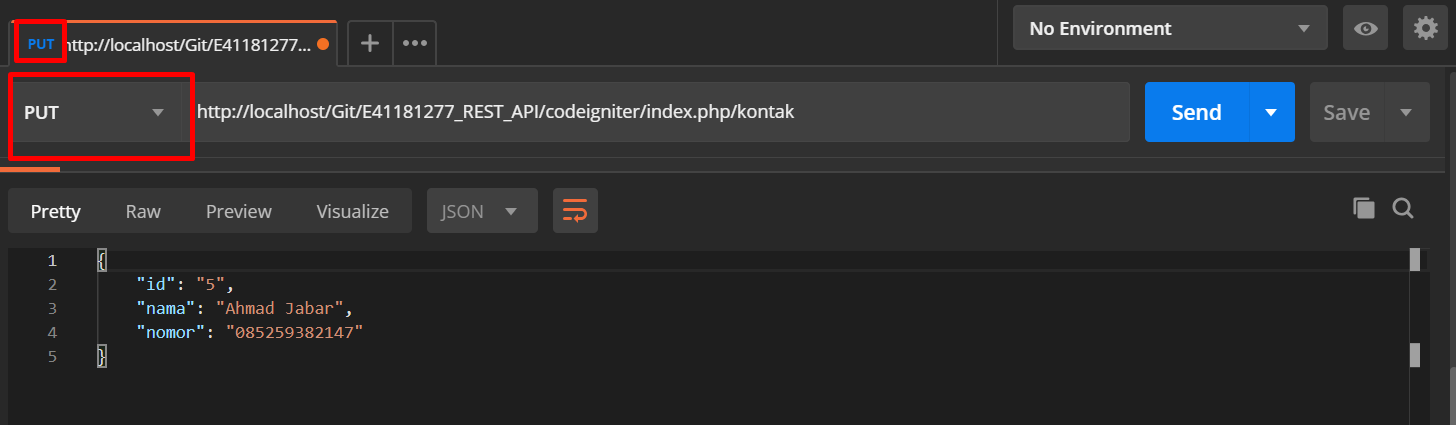 PUT http://localhost/Git/E41181277... No Environment
PUT http://localhost/Git/E41181277_REST_API/codeigniter/index.php/kontak Send Save
Pretty Raw Preview Visualize JSON
1 {
2 "id": "5",
3 "nama": "Ahmad Jabar",
4 "nomor": "085259382147"
5 }